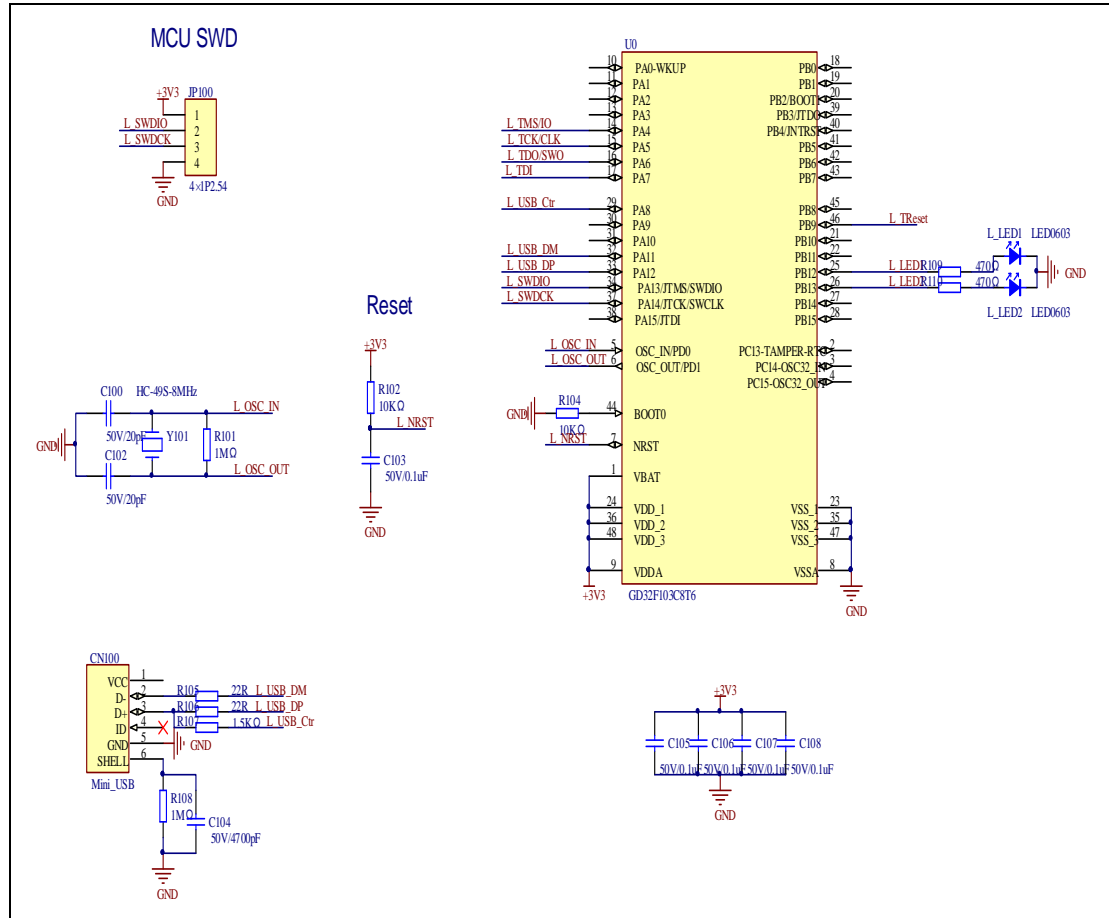 MCU SWD
+3V3
JP100
1
L_SWDIO
2
L_SWDCK
3
4
4×1P2.54
GND
U0
10 PA0-WKUP PB0 18
11 PA1 PB1 19
12 PA2 PB2/BOOT1 20
13 PA3 PB3/JTDO 39
L_TMS/IO 14 PA4 PB4/JNTRST 40
L_TCK/CLK 15 PA5 PB5 41
L_TDO/SWO 16 PA6 PB6 42
L_TDI 17 PA7 PB7 43
L_USB_Ctr 29 PA8 PB8 45
30 PA9 PB9 46 L_TReset
31 PA10 PB10 21
L_USB_DM 32 PA11 PB11 22
L_USB_DP 33 PA12 PB12 25 L_LED1 R109 470Ω
L_SWDIO 34 PA13/JTMS/SWDIO PB13 26 L_LED2 R110 470Ω
L_SWDCK 37 PA14/JTCK/SWCLK PB14 27
38 PA15/JTDI PB15 28
L_LED1 LED0603
GND
L_LED2 LED0603
L_OSC_IN 5 OSC_IN/PD0 PC13-TAMPER-RTC 2
L_OSC_OUT 6 OSC_OUT/PD1 PC14-OSC32_IN 3
PC15-OSC32_OUT 4
GND R104 10KΩ 44 BOOT0
L_NRST 7 NRST
1 VBAT
24 VDD_1 VSS_1 23
36 VDD_2 VSS_2 35
48 VDD_3 VSS_3 47
9 VDDA VSSA 8
+3V3
GND
GD32F103C8T6
Reset
+3V3
R102
10KΩ
L_NRST
C103
50V/0.1uF
GND
C100 HC-49S-8MHz
L_OSC_IN
50V/20pF
Y101
R101
1MΩ
GND
C102
L_OSC_OUT
50V/20pF
CN100
VCC 1
D- 2 R105 22R L_USB_DM
D+ 3 R106 22R L_USB_DP
ID 4 R107 1.5KΩ L_USB_Ctr
GND 5 GND
SHELL 6
Mini_USB
R108
1MΩ
C104
50V/4700pF
GND
+3V3
C105 C106 C107 C108
50V/0.1uF 50V/0.1uF 50V/0.1uF 50V/0.1uF
GND